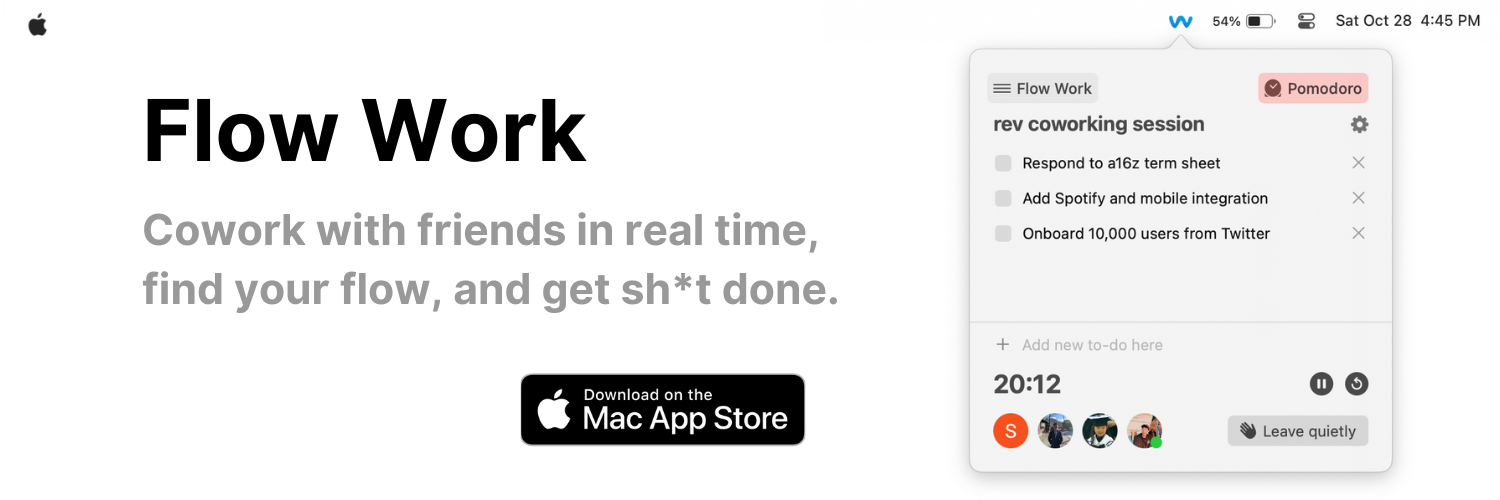 54% Sat Oct 28 4:45 PM
Flow Work
Cowork with friends in real time,
find your flow, and get sh*t done.
Download on the
Mac App Store
Flow Work Pomodoro
rev coworking session
Respond to a16z term sheet
Add Spotify and mobile integration
Onboard 10,000 users from Twitter
Add new to-do here
20:12
S Leave quietly